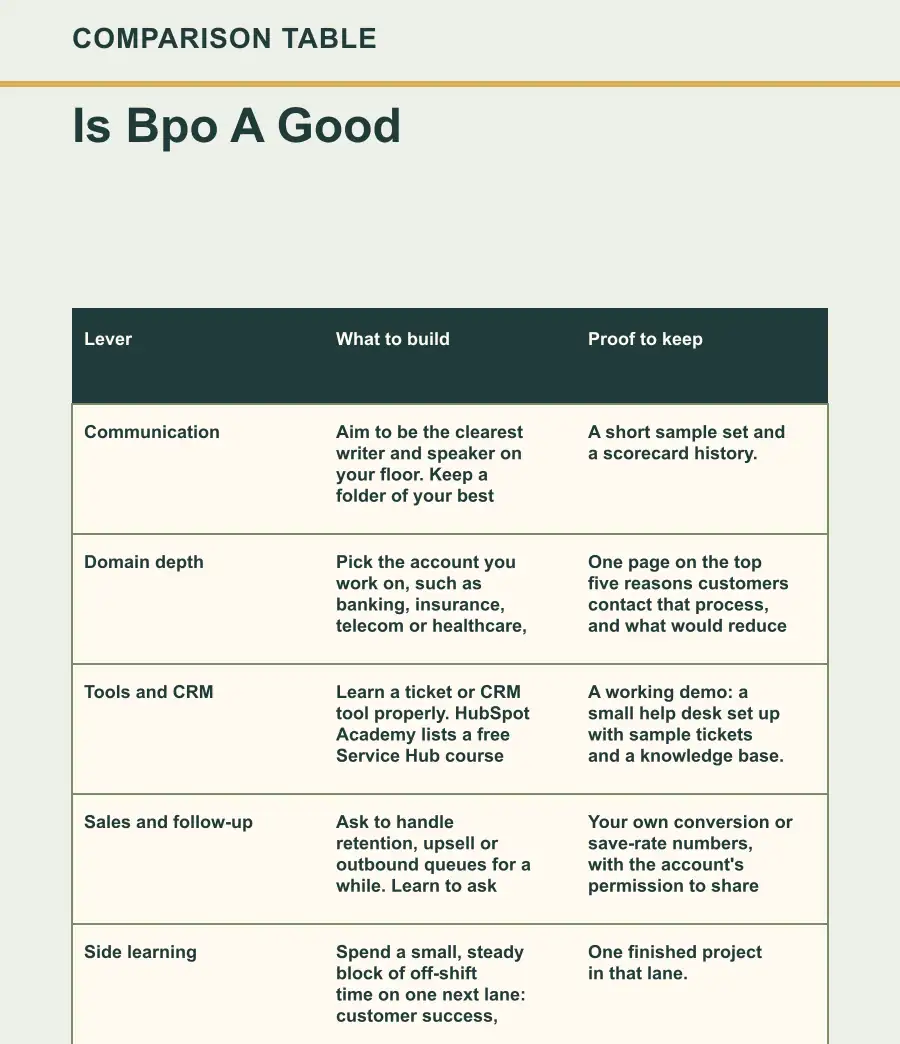 COMPARISON TABLE
Is Bpo A Good
Lever
What to build
Proof to keep
Communication
Aim to be the clearest
writer and speaker on
your floor. Keep a
folder of your best
A short sample set and
a scorecard history.
Domain depth
Pick the account you
work on, such as
banking, insurance,
telecom or healthcare,
One page on the top
five reasons customers
contact that process,
and what would reduce
Tools and CRM
Learn a ticket or CRM
tool properly. HubSpot
Academy lists a free
Service Hub course
A working demo: a
small help desk set up
with sample tickets
and a knowledge base.
Sales and follow-up
Ask to handle
retention, upsell or
outbound queues for a
while. Learn to ask
Your own conversion or
save-rate numbers,
with the account's
permission to share
Side learning
Spend a small, steady
block of off-shift
time on one next lane:
customer success,
One finished project
in that lane.